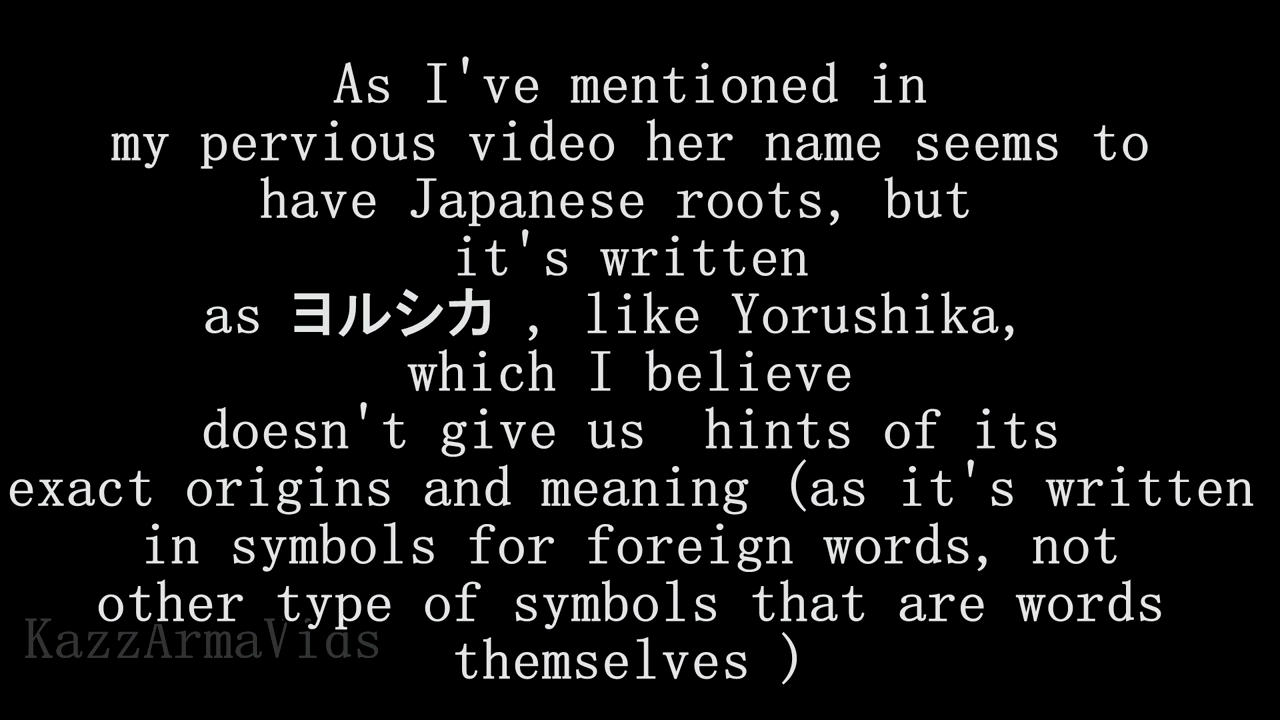 As I've mentioned in
my pervious video her name seems to
have Japanese roots, but
it's written
as ヨルシカ , like Yorushika,
which I believe
doesn't give us  hints of its
exact origins and meaning (as it's written
in symbols for foreign words, not
other type of symbols that are words
KazzArmaVids
themselves )